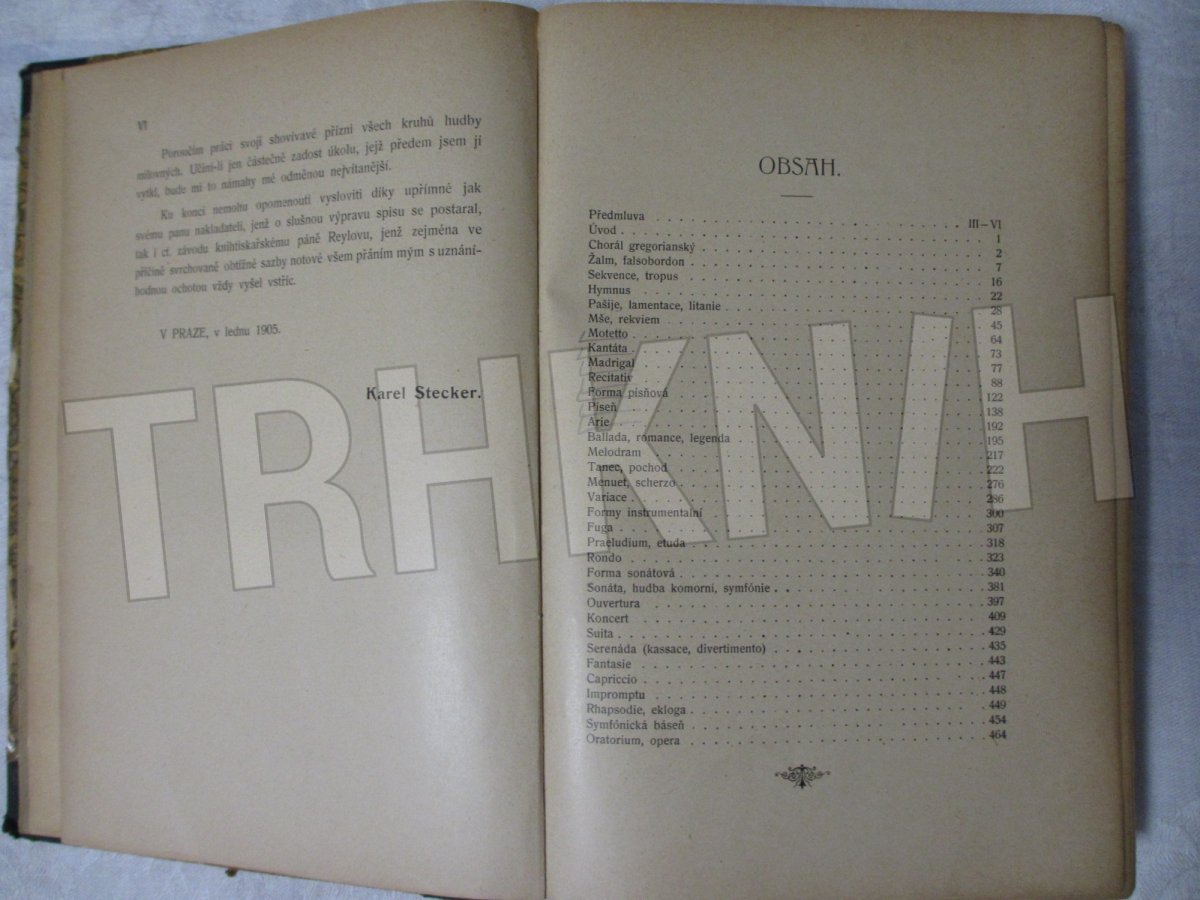 VI
Poroučím práci svoji shovívavé přízni všech kruhů hudby
milovných. Učiní-li jen částečně zadost úkolu, jejž předem jsem jí
vytkl, bude mi to námahy mé odměnou nejvítanější.
Ku konci nemohu opomenouti vysloviti díky upřímné jak
svému panu nakladateli, jenž o slušnou výpravu spisu se postaral,
tak i cť. závodu knihtiskařskému páně Reylovu, jenž zejména ve
příčině svrchovaně obtížné sazby notové všem přáním mým s uznání-
hodnou ochotou vždy vyšel vstříc.
V PRAZE, v lednu 1905.
Karel Stecker.
OBSAH.
Předmluva III—VI
Úvod 1
Chorál gregorianský 2
Žalm, falsobordon 7
Sekvence, tropus 16
Hymnus 22
Pašije, lamentace, litanie 28
Mše, rekviem 45
Motetto 64
Kantáta 73
Madrigal 77
Recitativ 88
Forma písňová 122
Píseň 138
Arie 192
Ballada, romance, legenda 195
Melodram 217
Tanec, pochod 222
Menuet, scherzo 276
Variace 286
Formy instrumentalní 300
Fuga 307
Praeludium, etuda 318
Rondo 323
Forma sonátová 340
Sonáta, hudba komorní, symfónie 381
Ouvertura 397
Koncert 409
Suita 429
Serenáda (kassace, divertimento) 435
Fantasie 443
Capriccio 447
Impromptu 448
Rhapsodie, ekloga 449
Symfónická báseň 454
Oratorium, opera 464
TRHKNIH